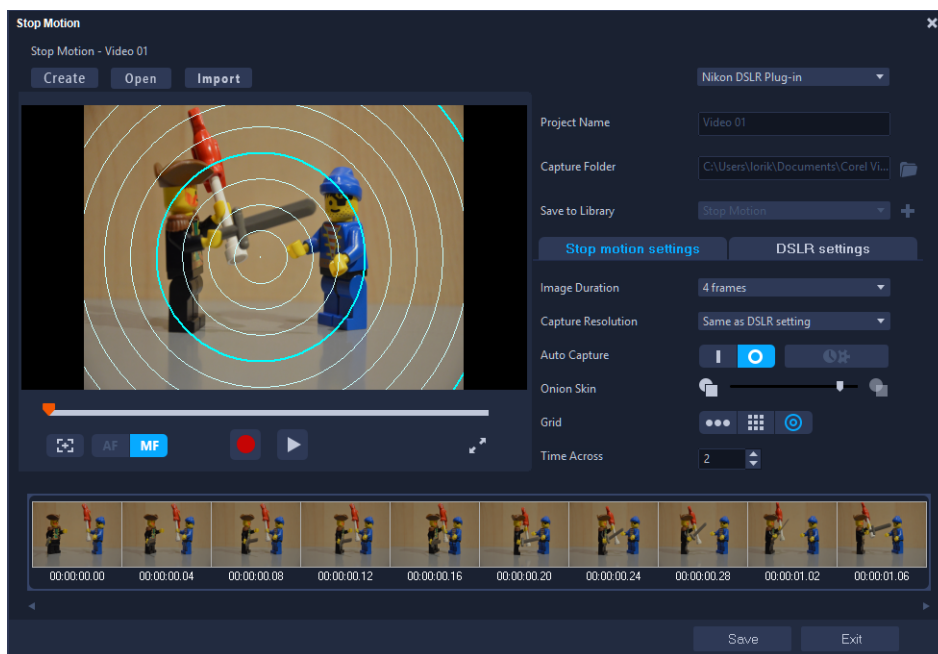 Stop Motion
Stop Motion - Video 01
Create Open Import
Nikon DSLR Plug-in
Project Name Video 01
Capture Folder C:\Users\lorik\Documents\Corel Vi...
Save to Library Stop Motion
Stop motion settings DSLR settings
Image Duration 4 frames
Capture Resolution Same as DSLR setting
Auto Capture
Onion Skin
Grid
AF MF
Time Across 2
00:00:00.00 00:00:00.04 00:00:00.08 00:00:00.12 00:00:00.16 00:00:00.20 00:00:00.24 00:00:00.28 00:00:01.02 00:00:01.06
Save Exit